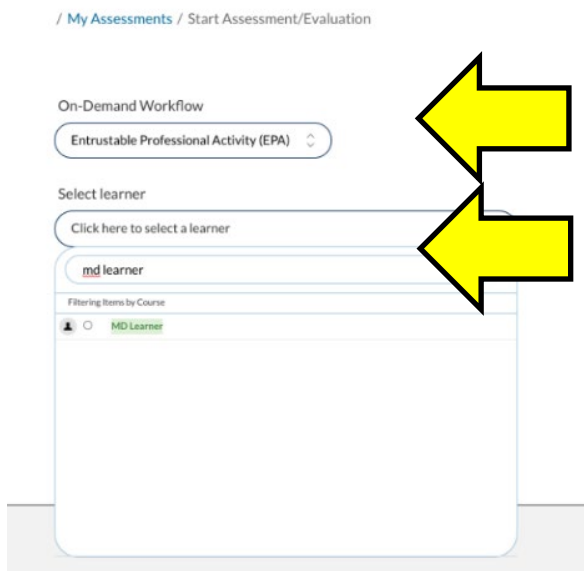 / My Assessments / Start Assessment/Evaluation
On-Demand Workflow
Entrustable Professional Activity (EPA)
Select learner
Click here to select a learner
md learner
Filtering Items by Course
MD Learner